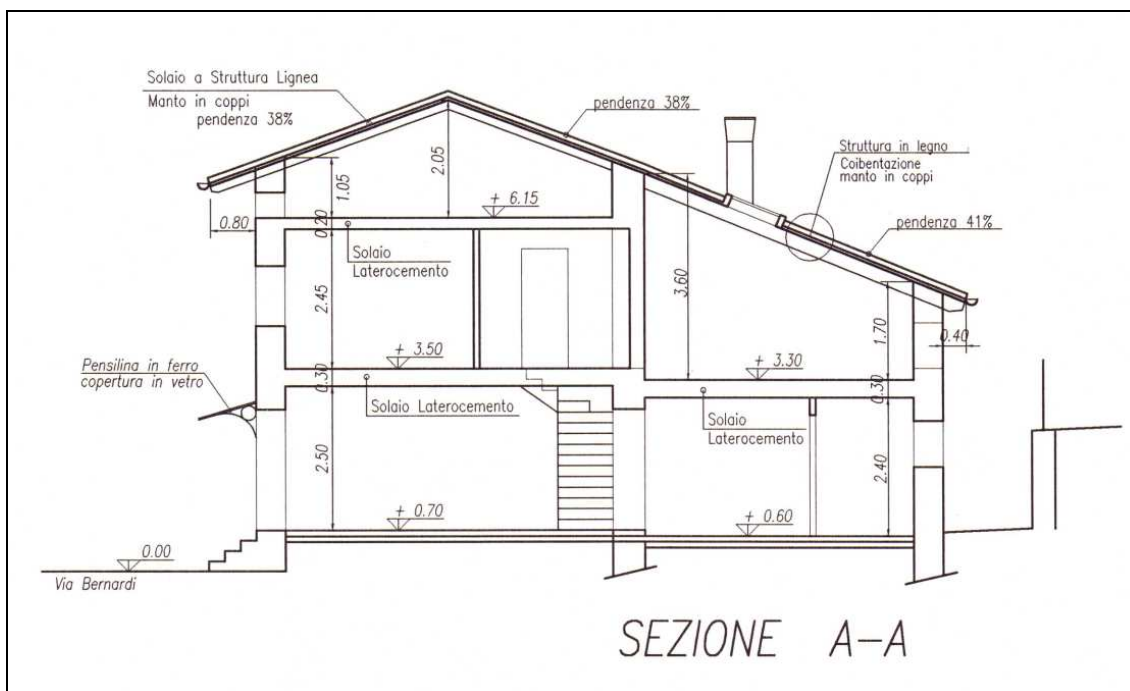 Solaio a Struttura Lignea
Manto in coppi
pendenza 38%
pendenza 38%
Struttura in legno
Coibentazione
manto in coppi
pendenza 41%
1.05
2.05
+ 6.15
0.80
0.20
Solaio
Laterocemento
3.60
2.45
1.70
0.40
+ 3.50
+ 3.30
Pensilina in ferro
copertura in vetro
0.30
0.30
Solaio Laterocemento
Solaio
Laterocemento
2.50
2.40
+ 0.70
+ 0.60
0.00
Via Bernardi
SEZIONE A-A